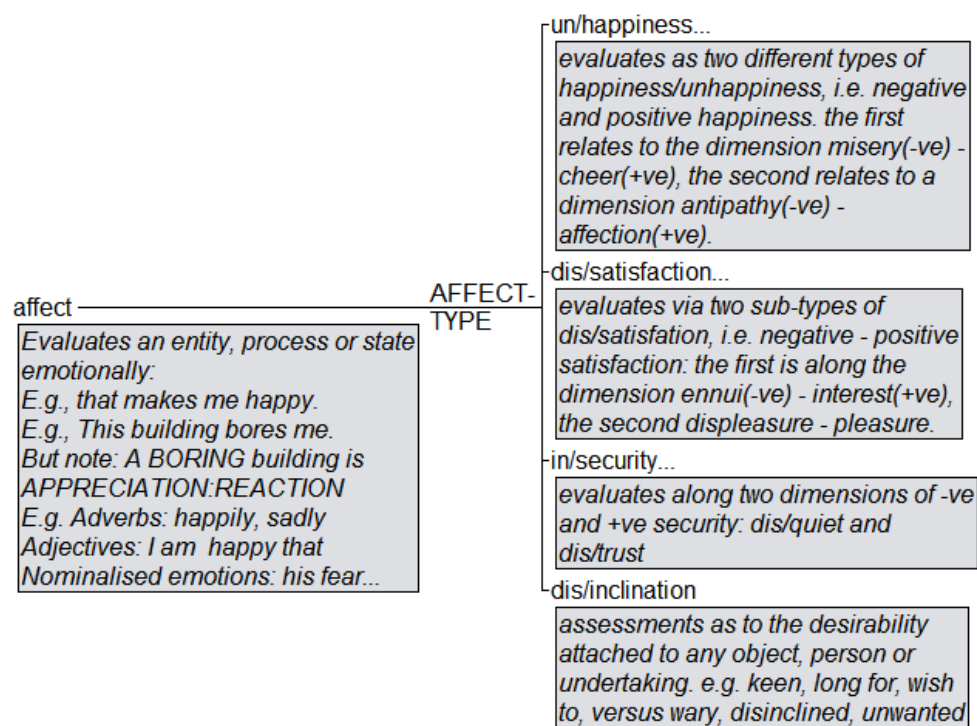 affect
Evaluates an entity, process or state
emotionally:
E.g., that makes me happy.
E.g., This building bores me.
But note: A BORING building is
APPRECIATION:REACTION
E.g. Adverbs: happily, sadly
Adjectives: I am  happy that
Nominalised emotions: his fear...
AFFECT-
TYPE
un/happiness...
evaluates as two different types of
happiness/unhappiness, i.e. negative
and positive happiness. the first
relates to the dimension misery(-ve) -
cheer(+ve), the second relates to a
dimension antipathy(-ve) -
affection(+ve).
dis/satisfaction...
evaluates via two sub-types of
dis/satisfation, i.e. negative - positive
satisfaction: the first is along the
dimension ennui(-ve) - interest(+ve),
the second displeasure - pleasure.
in/security...
evaluates along two dimensions of -ve
and +ve security: dis/quiet and
dis/trust
dis/inclination
assessments as to the desirability
attached to any object, person or
undertaking. e.g. keen, long for, wish
to, versus wary, disinclined, unwanted